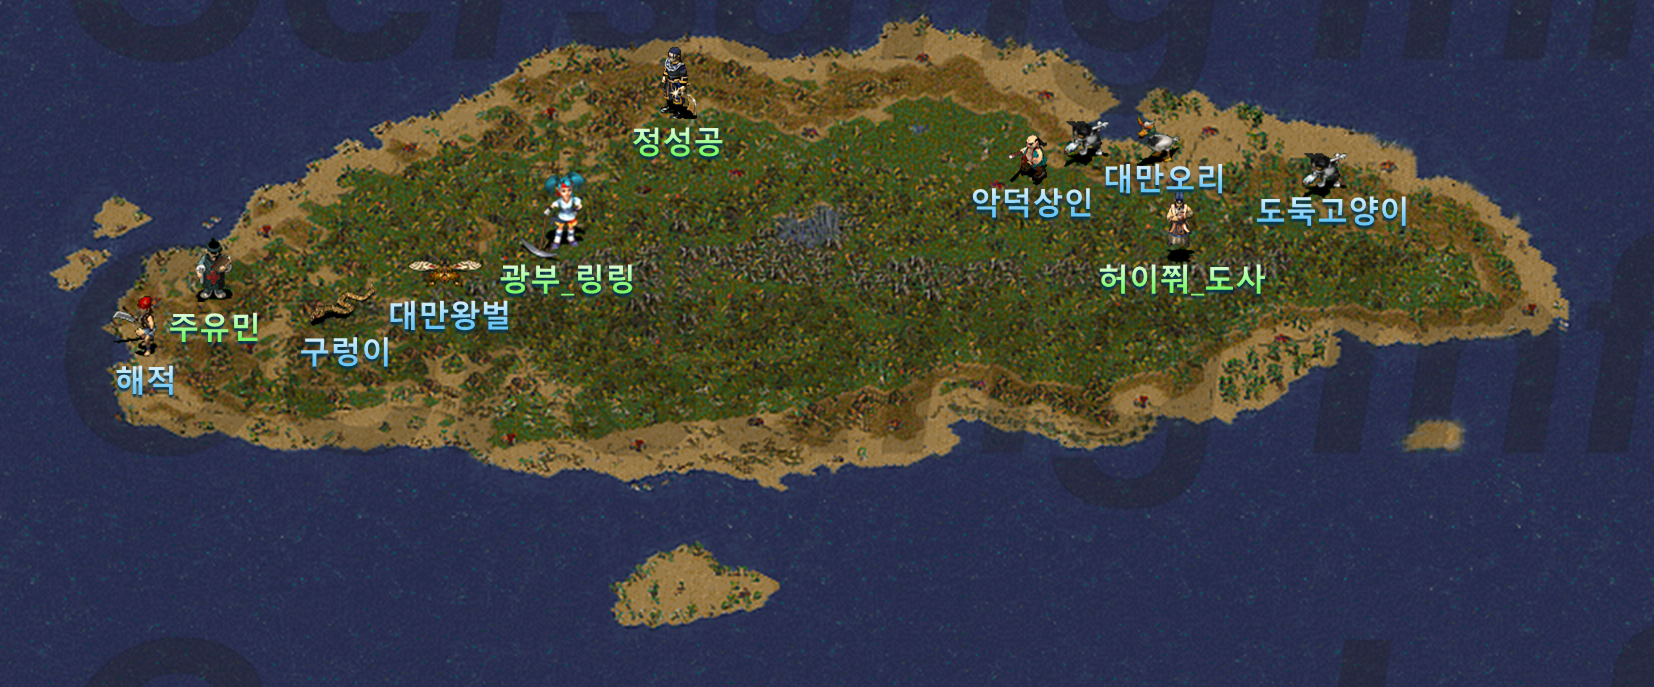 정성공
대만오리
악덕상인
도둑고양이
광부_링링
허이쭤_도사
대만왕벌
주유민
구렁이
해적